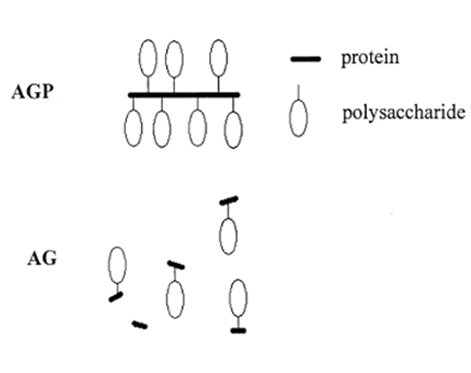 protein
AGP
polysaccharide
AG